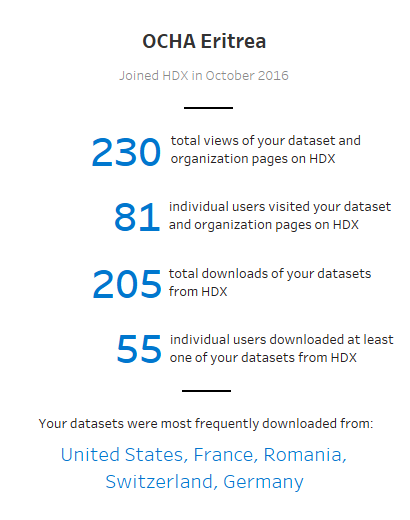 OCHA Eritrea
Joined HDX in October 2016
230 total views of your dataset and
organization pages on HDX
81 individual users visited your dataset
and organization pages on HDX
205 total downloads of your datasets
from HDX
55 individual users downloaded at least
one of your datasets from HDX
Your datasets were most frequently downloaded from:
United States, France, Romania,
Switzerland, Germany